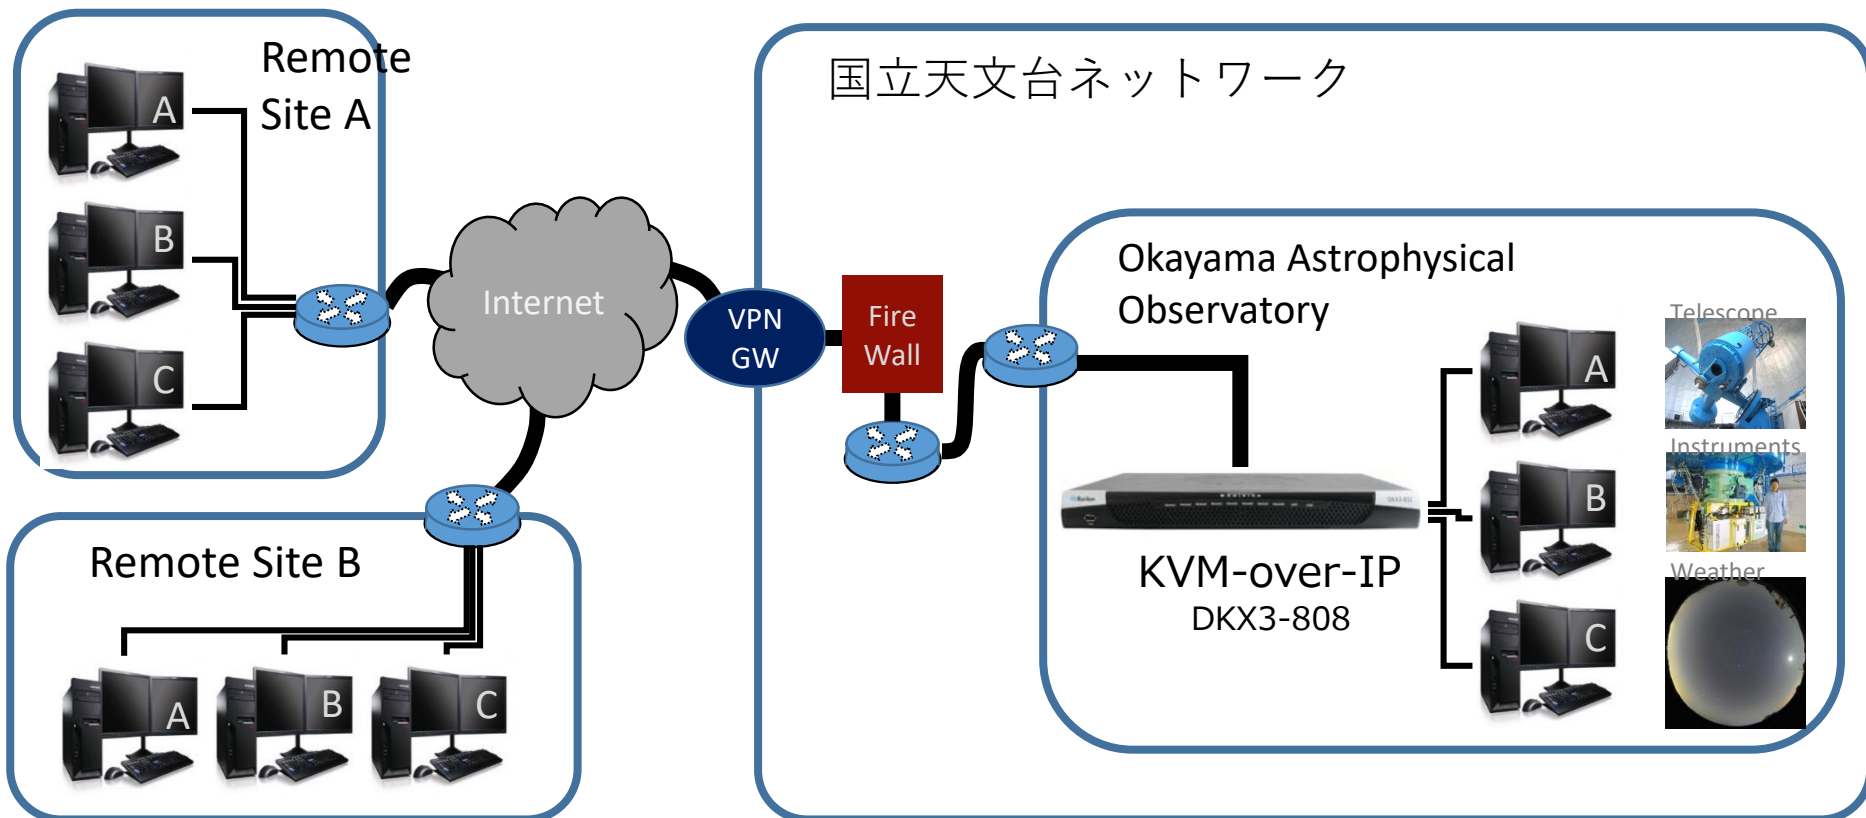 Remote
Site A
A
B
C
Internet
Remote Site B
A
B
C
国立天文台ネットワーク
VPN
GW
Fire
Wall
Okayama Astrophysical
Observatory
KVM-over-IP
DKX3-808
A
B
C
Telescope
Instruments
Weather